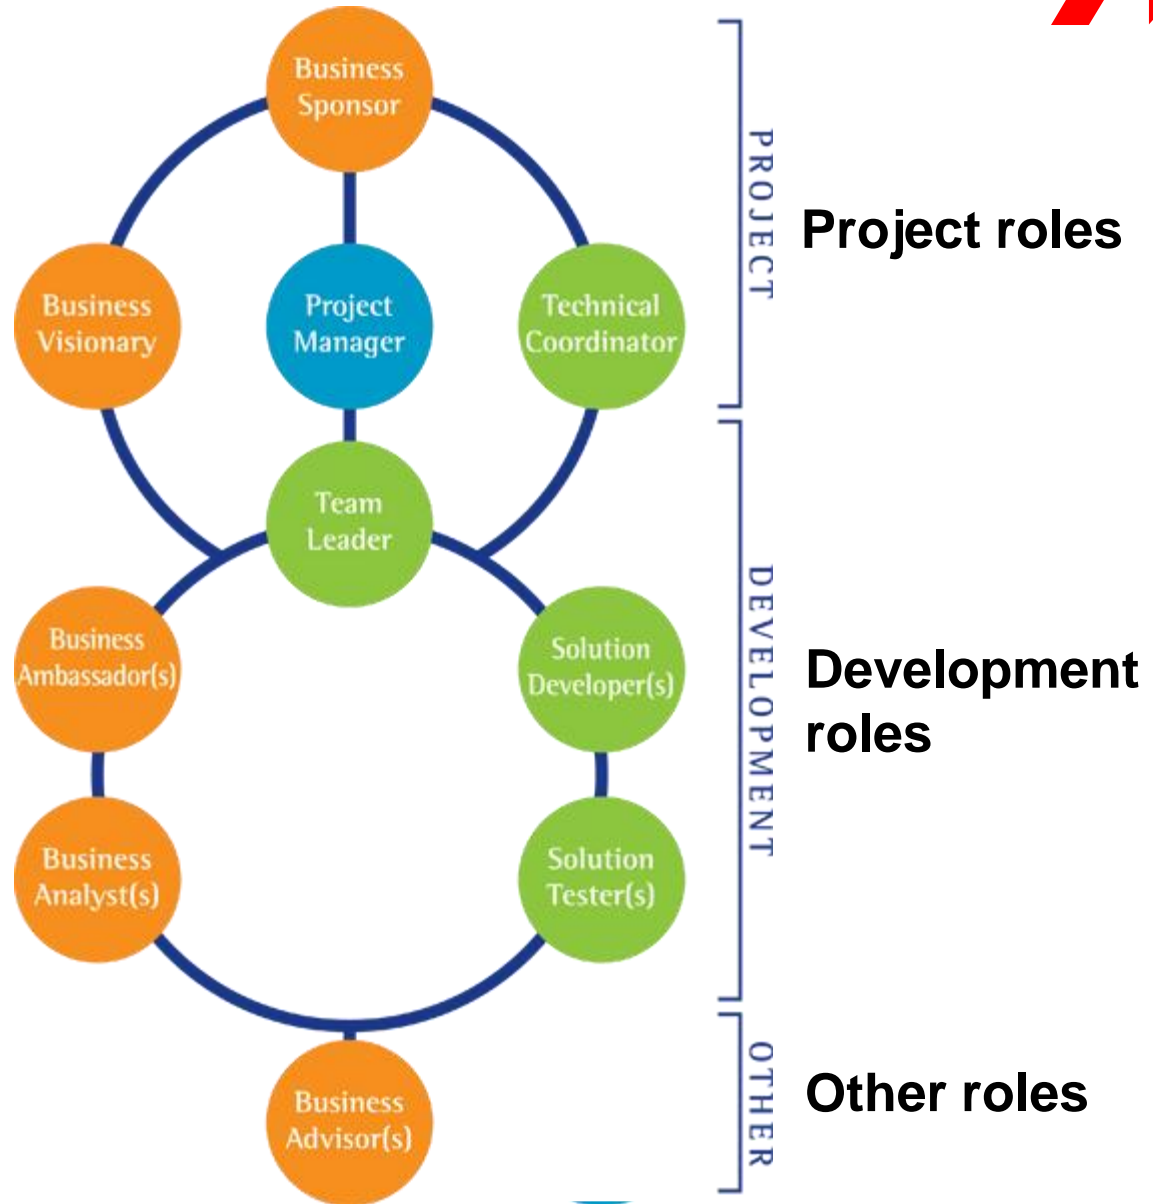 Business
Sponsor
PROJECT
Project roles
Business
Visionary
Project
Manager
Technical
Coordinator
Team
Leader
DEVELOPMENT
Development
roles
Business
Ambassador(s)
Solution
Developer(s)
Business
Analyst(s)
Solution
Tester(s)
OTHER
Other roles
Business
Advisor(s)